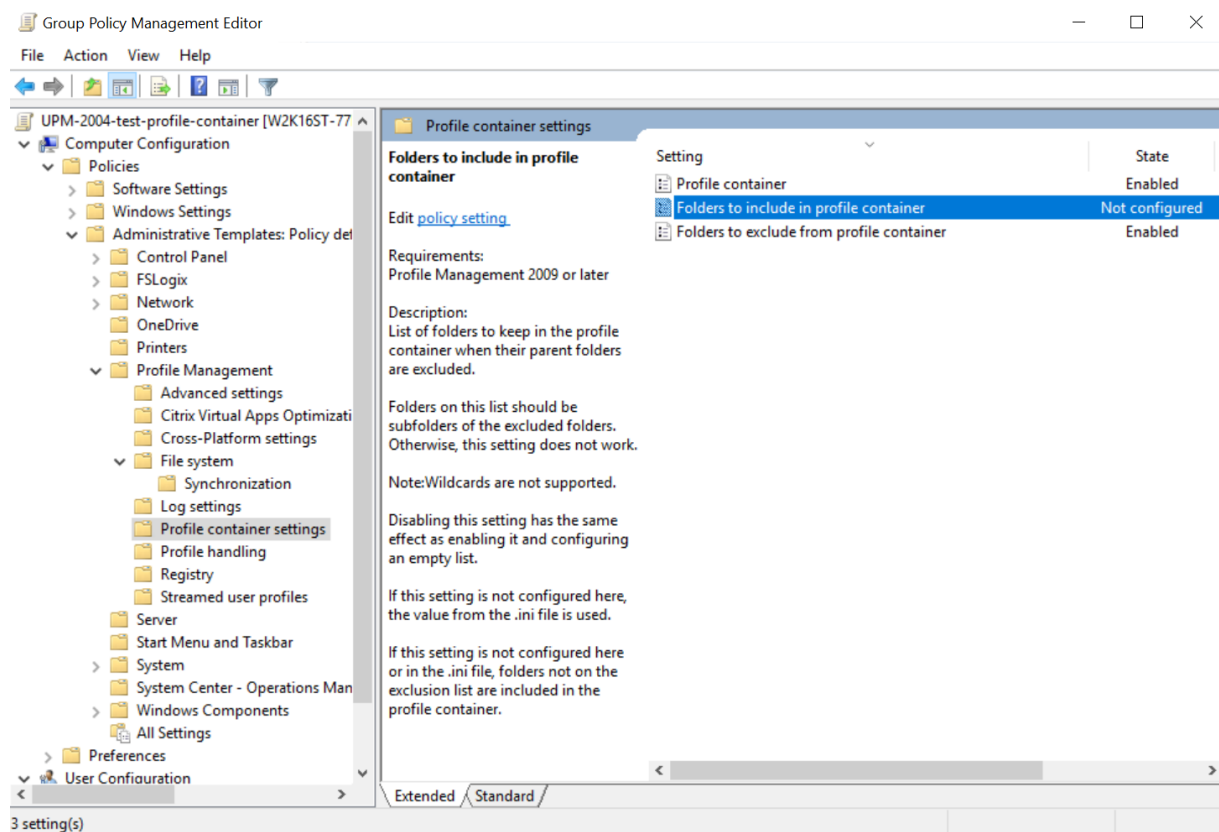 Group Policy Management Editor
File Action View Help
UPM-2004-test-profile-container [W2K16ST-77
Computer Configuration
Policies
Software Settings
Windows Settings
Administrative Templates: Policy def
Control Panel
FSLogix
Network
OneDrive
Printers
Profile Management
Advanced settings
Citrix Virtual Apps Optimizati
Cross-Platform settings
File system
Synchronization
Log settings
Profile container settings
Profile handling
Registry
Streamed user profiles
Server
Start Menu and Taskbar
System
System Center - Operations Man
Windows Components
All Settings
Preferences
User Configuration
Profile container settings
Folders to include in profile
container
Edit policy setting
Requirements:
Profile Management 2009 or later
Description:
List of folders to keep in the profile
container when their parent folders
are excluded.
Folders on this list should be
subfolders of the excluded folders.
Otherwise, this setting does not work.
Note:Wildcards are not supported.
Disabling this setting has the same
effect as enabling it and configuring
an empty list.
If this setting is not configured here,
the value from the .ini file is used.
If this setting is not configured here
or in the .ini file, folders not on the
exclusion list are included in the
profile container.
Setting State
Profile container Enabled
Folders to include in profile container Not configured
Folders to exclude from profile container Enabled
Extended Standard
3 setting(s)